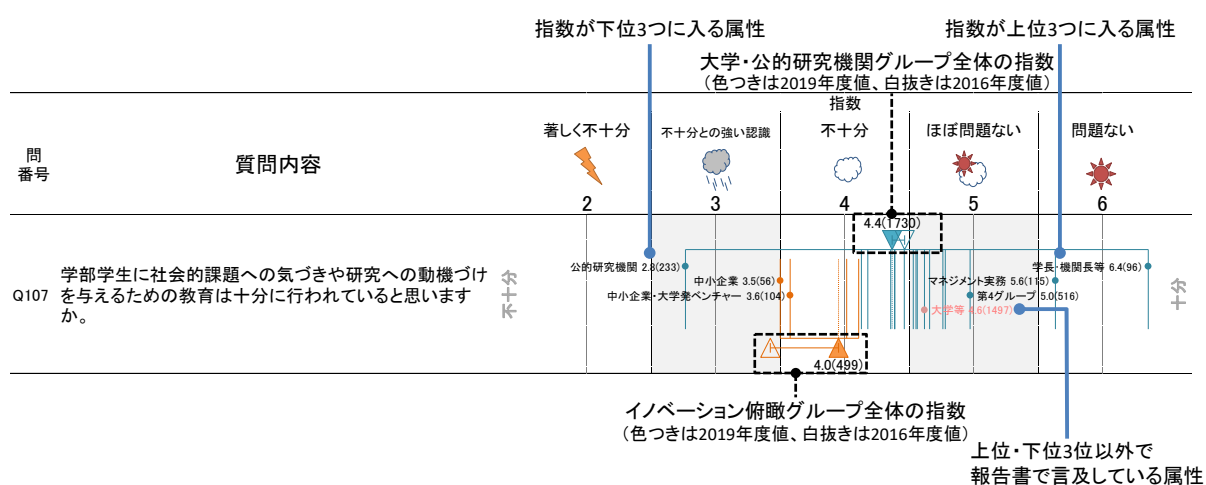 指数が下位3つに入る属性
指数が上位3つに入る属性
大学・公的研究機関グループ全体の指数
（色つきは2019年度値、白抜きは2016年度値）
指数
問
番号
質問内容
著しく不十分
不十分との強い認識
不十分
ほぼ問題ない
問題ない
2
3
4
5
6
4.4(1730)
Q107
学部学生に社会的課題への気づきや研究への動機づけ
を与えるための教育は十分に行われていると思います
か。
不十分
公的研究機関 2.8(233)
学長・機関長等 6.4(96)
中小企業 3.5(56)
マネジメント実務 5.6(115)
中小企業・大学発ベンチャー 3.6(104)
第4グループ 5.0(516)
大学等 4.6(1497)
十分
4.0(499)
イノベーション俯瞰グループ全体の指数
（色つきは2019年度値、白抜きは2016年度値）
上位・下位3位以外で
報告書で言及している属性